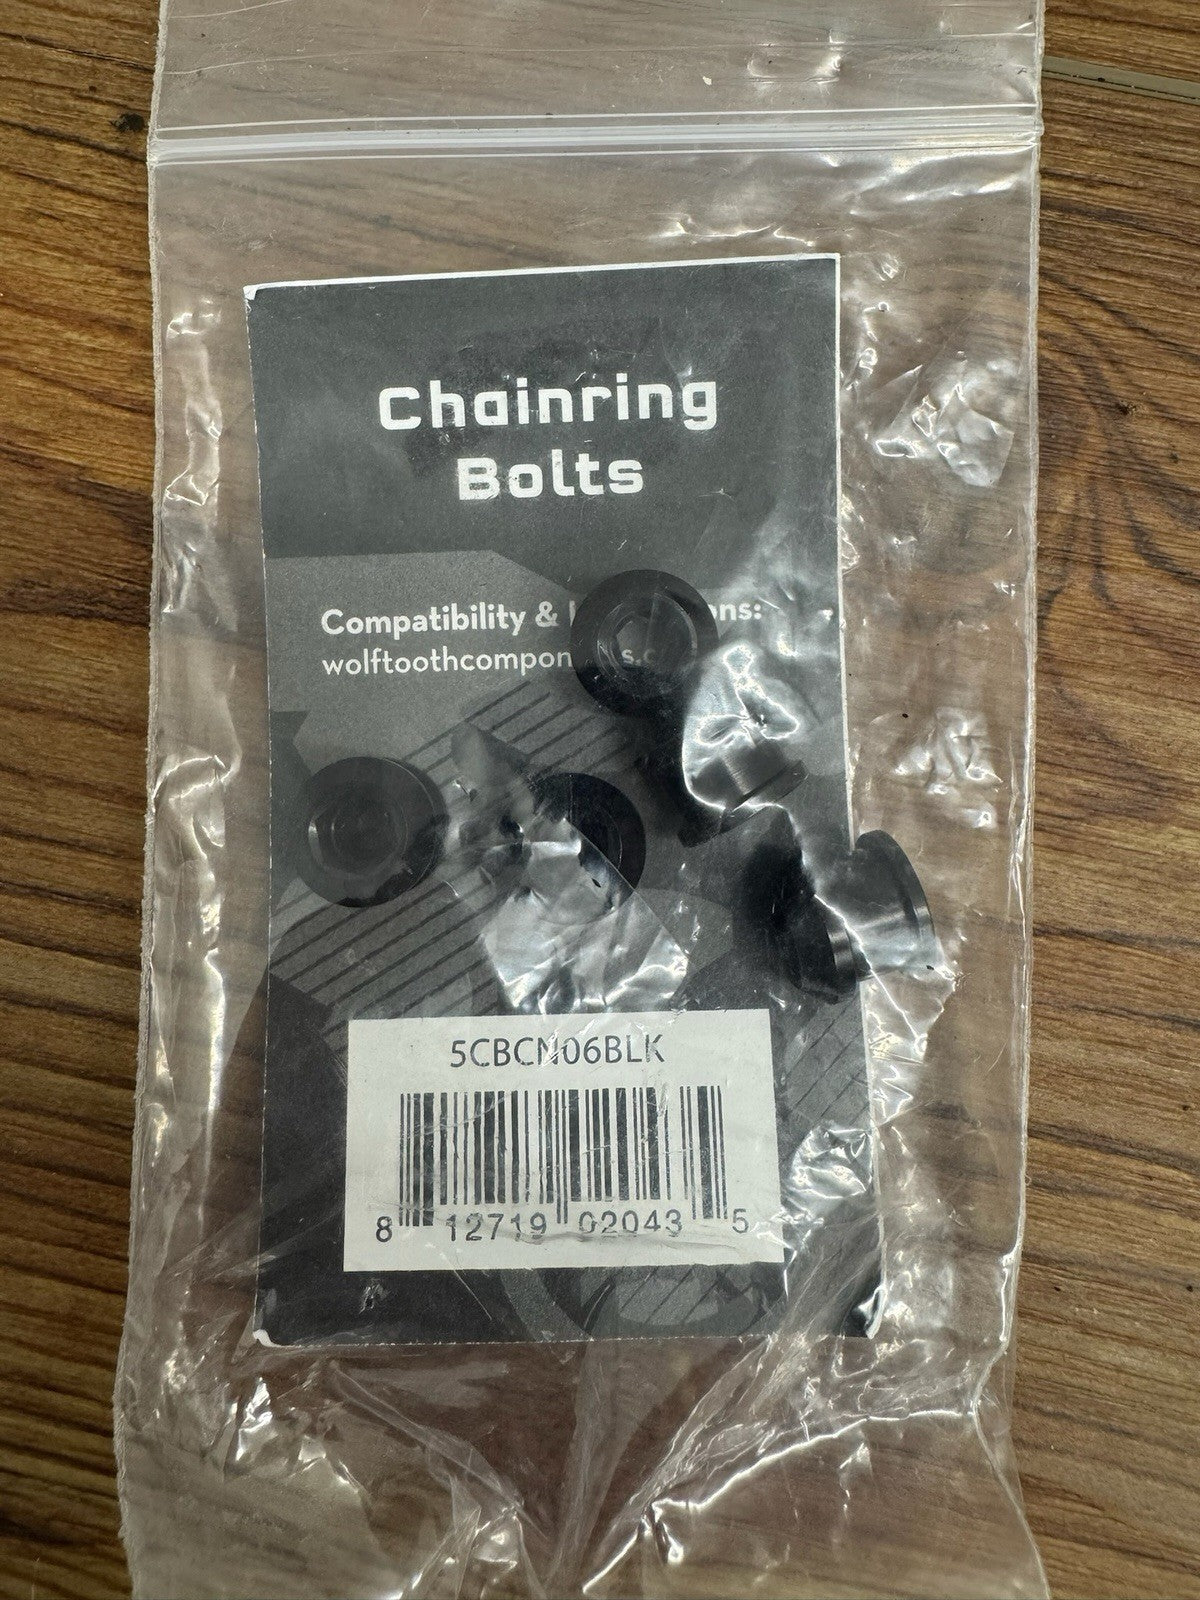 Chainring
Bolts
Compatibility &
wolftoothcompon s.
5CBCN06BLK
8 12719 02043 5